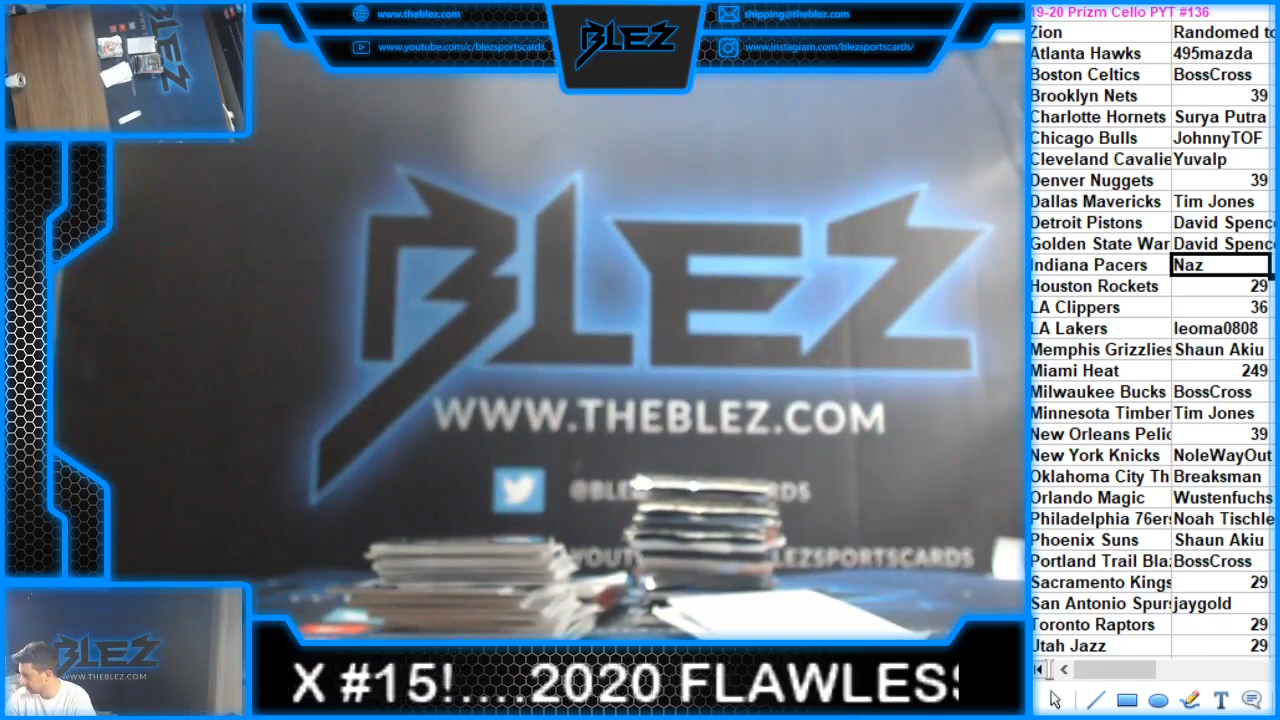 www.theblez.com
BLEZ
shipping@theblez.com
www.youtube.com/c/blezsportscards
www.instagram.com/blezsportscards/
BLEZ
WWW.THEBLEZ.COM
BLEZ
WWW.THEBLEZ.COM
X #15!....2020 FLAWLESS
19-20 Prizm Cello PYT #136
Zion Randomed to
Atlanta Hawks 495mazda
Boston Celtics BossCross
Brooklyn Nets 39
Charlotte Hornets Surya Putra
Chicago Bulls JohnnyTOF
Cleveland Cavalie Yuvalp
Denver Nuggets 39
Dallas Mavericks Tim Jones
Detroit Pistons David Spenc
Golden State War David Spenc
Indiana Pacers Naz
Houston Rockets 29
LA Clippers 36
LA Lakers leoma0808
Memphis Grizzlies Shaun Akiu
Miami Heat 249
Milwaukee Bucks BossCross
Minnesota Timber Tim Jones
New Orleans Pelic 39
New York Knicks NoleWayOut
Oklahoma City Th Breaksman
Orlando Magic Wustenfuchs
Philadelphia 76ers Noah Tischle
Phoenix Suns Shaun Akiu
Portland Trail Bla BossCross
Sacramento Kings 29
San Antonio Spurs jaygold
Toronto Raptors 29
Utah Jazz 29